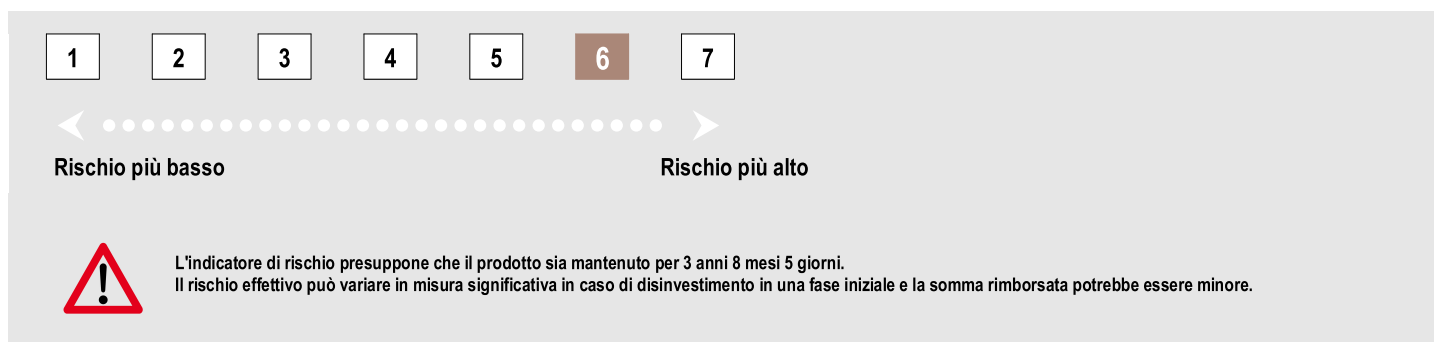 1 2 3 4 5 6 7
Rischio più basso Rischio più alto
L'indicatore di rischio presuppone che il prodotto sia mantenuto per 3 anni 8 mesi 5 giorni.
Il rischio effettivo può variare in misura significativa in caso di disinvestimento in una fase iniziale e la somma rimborsata potrebbe essere minore.